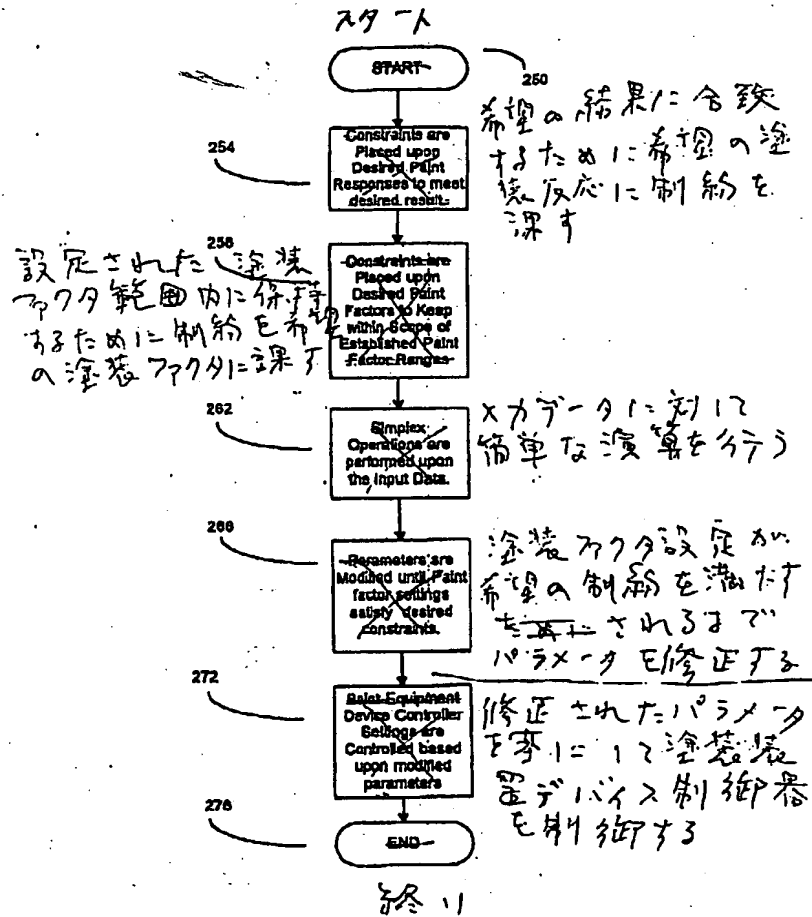 スタート
START
250
希望の結果に合致
するために希望の塗
装反応に制約を
課す
254
Constraints are
Placed upon
Desired Paint
Responses to meet
desired result.
258
設定された塗装
ファクタ範囲内に保持
するために制約を希望
の塗装ファクタに課す
Constraints are
Placed upon
Desired Paint
Factors to Keep
within Scope of
Established Paint
Factor Ranges
262
Simplex
Operations are
performed upon
the Input Data.
入力データに対して
簡単な演算を行う
266
Parameters are
Modified until Paint
factor settings
satisfy desired
constraints.
塗装ファクタ設定が
希望の制約を満たす
されるまで
パラメータを修正する
272
Paint Equipment
Device Controller
Settings are
Controlled based
upon modified
parameters
修正されたパラメータ
を基にして塗装装
置デバイス制御器
を制御する
276
END
終り